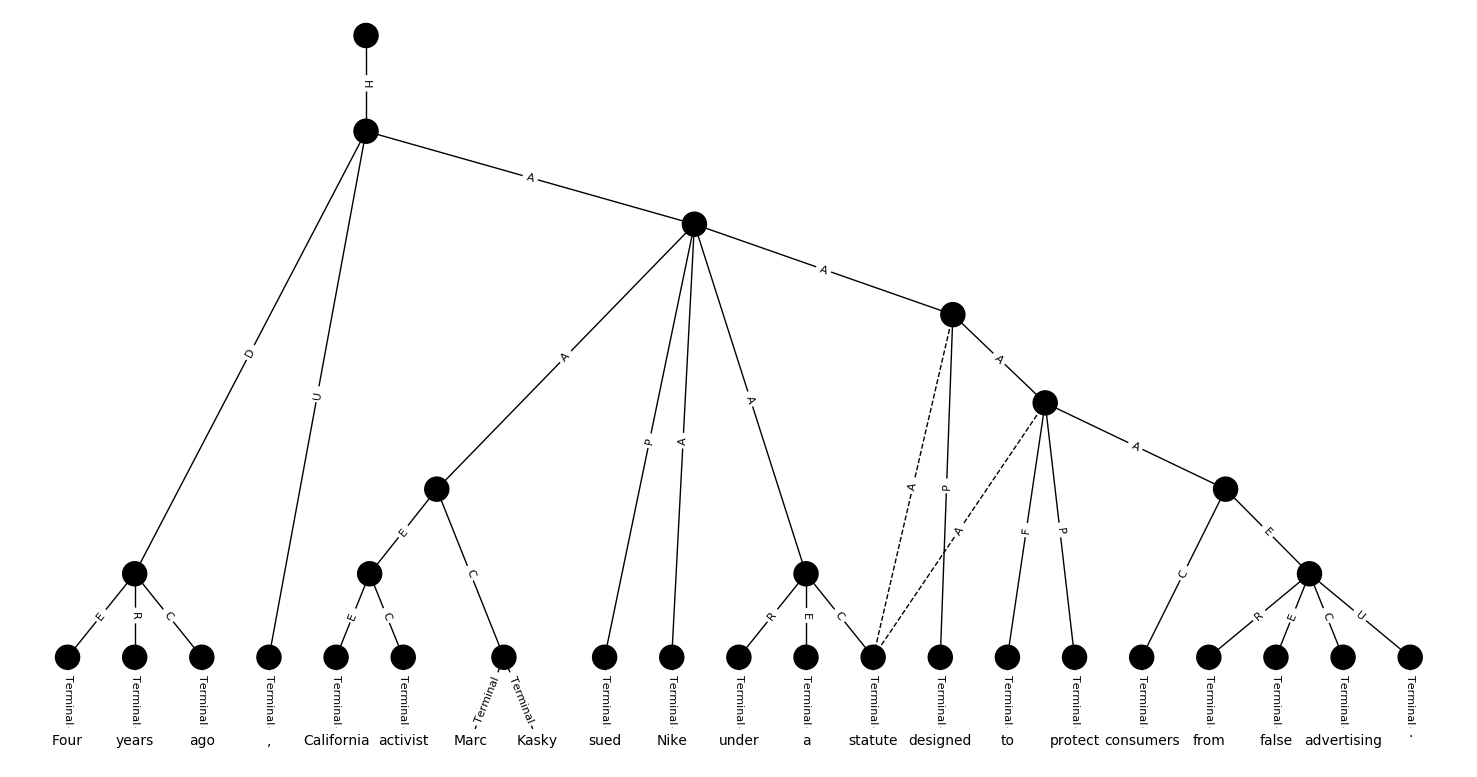 H
A
A
D
A
A
U
A
P
A
A
A
P
E
A
F
P
E
C
C
E
R
C
E
C
R
E
C
R
E
C
U
Terminal Terminal Terminal Terminal Terminal Terminal Terminal Terminal Terminal Terminal Terminal Terminal Terminal Terminal Terminal Terminal Terminal Terminal Terminal Terminal Terminal
Four years ago , California activist Marc Kasky sued Nike under a statute designed to protect consumers from false advertising .